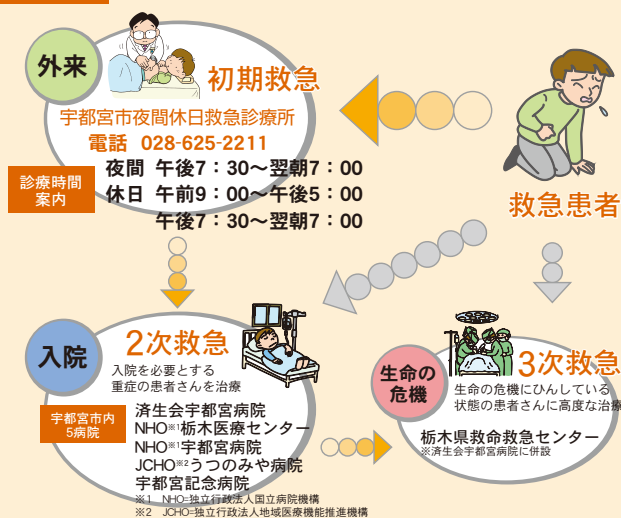 外来
初期救急
宇都宮市夜間休日救急診療所
電話 028-625-2211
診療時間
案内
夜間 午後7：30〜翌朝7：00
休日 午前9：00〜午後5：00
午後7：30〜翌朝7：00
救急患者
入院
2次救急
入院を必要とする
重症の患者さんを治療
宇都宮市内
5病院
済生会宇都宮病院
NHO※1栃木医療センター
NHO※1宇都宮病院
JCHO※2うつのみや病院
宇都宮記念病院
※1 NHO=独立行政法人国立病院機構
※2 JCHO=独立行政法人地域医療機能推進機構
生命の
危機
3次救急
生命の危機にひんしている
状態の患者さんに高度な治療
栃木県救命救急センター
※済生会宇都宮病院に併設